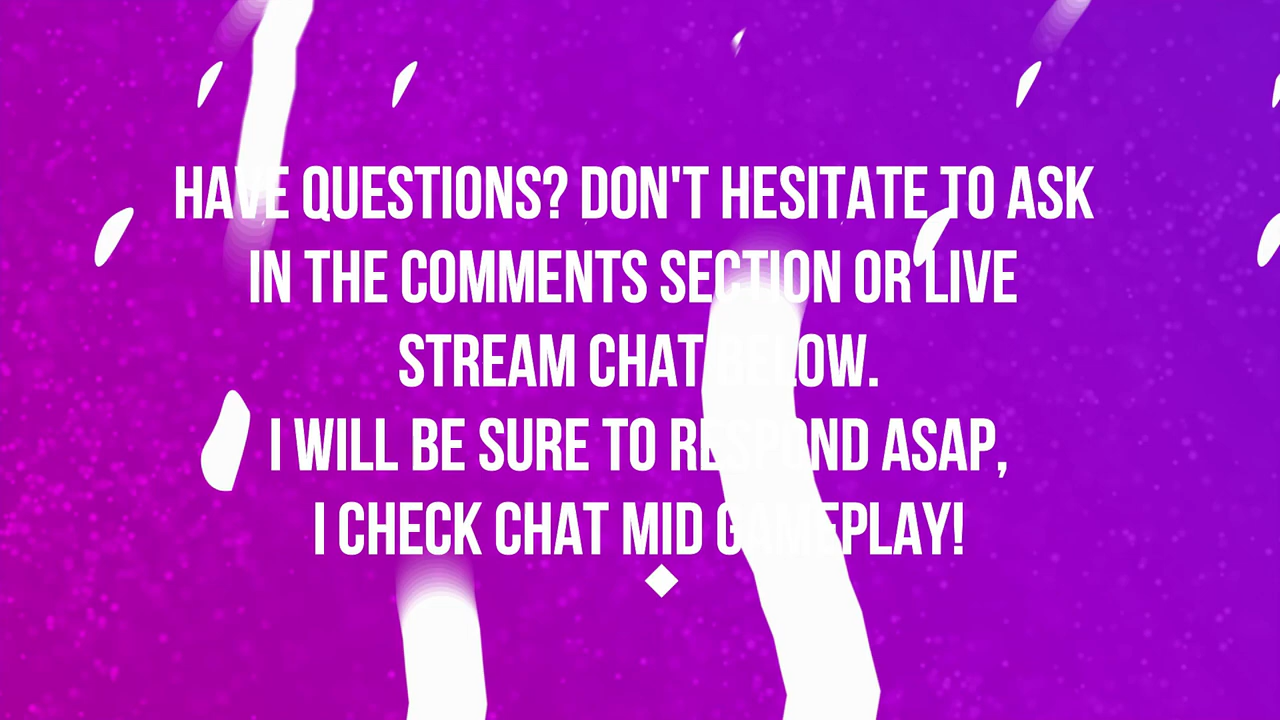 HAVE QUESTIONS? DON'T HESITATE TO ASK
IN THE COMMENTS SECTION OR LIVE
STREAM CHAT BELOW.
I WILL BE SURE TO RESPOND ASAP,
I CHECK CHAT MID GAMEPLAY!